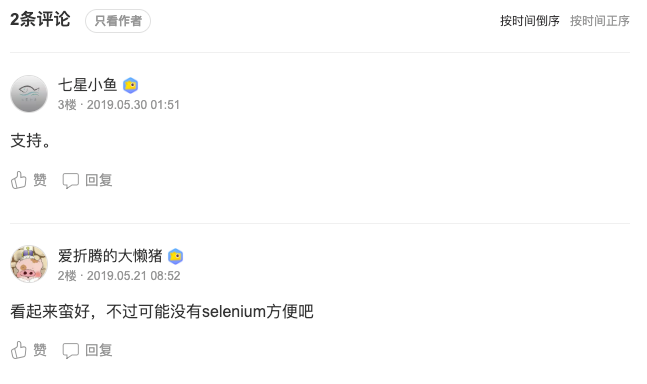 2条评论 只看作者 按时间倒序 按时间正序
七星小鱼
3楼 · 2019.05.30 01:51
支持。
赞 回复
爱折腾的大懒猪
2楼 · 2019.05.21 08:52
看起来蛮好，不过可能没有selenium方便吧
赞 回复